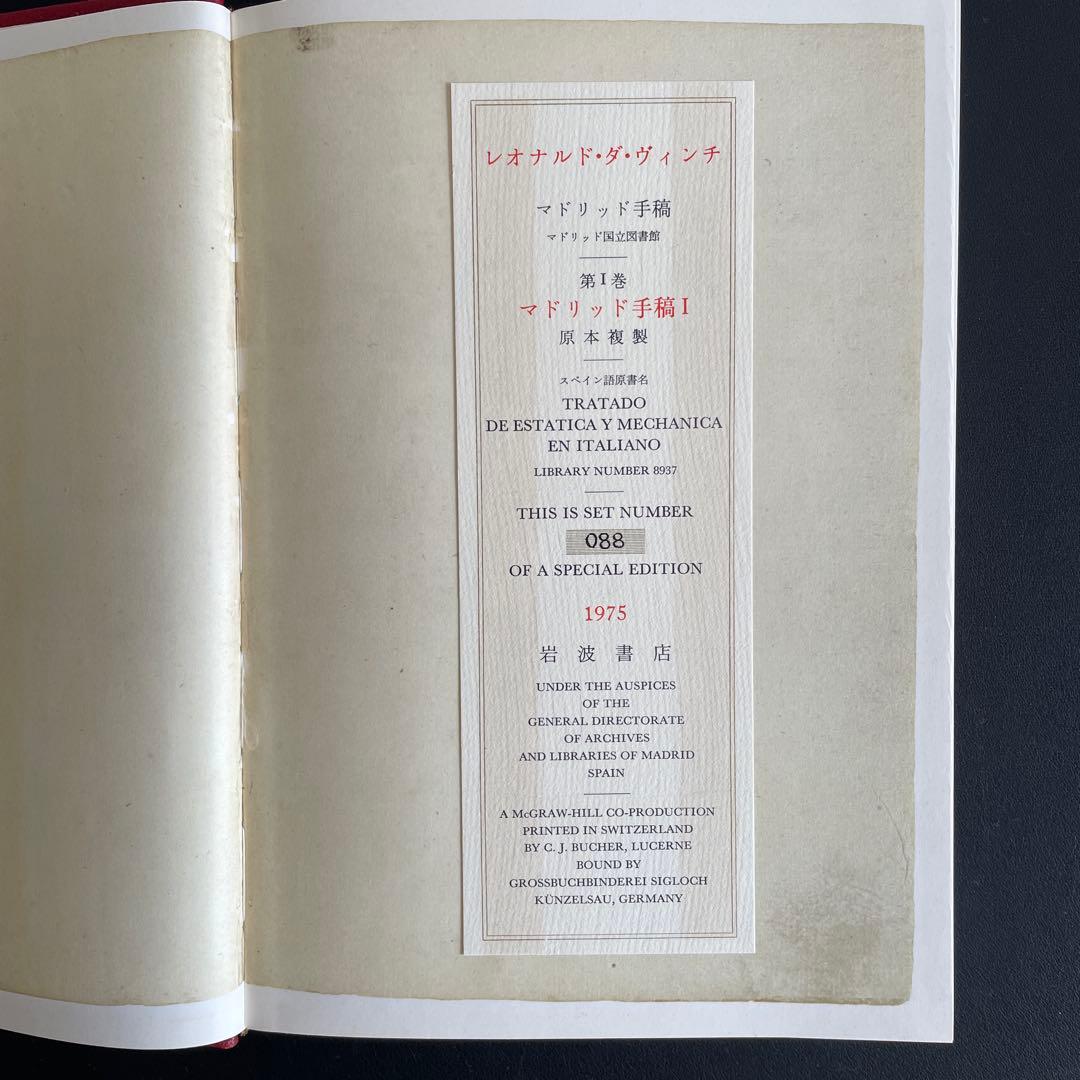 レオナルド・ダ・ヴィンチ
マドリッド手稿
マドリッド国立図書館
第I巻
マドリッド手稿I
原本複製
スペイン語原書名
TRATADO
DE ESTATICA Y MECHANICA
EN ITALIANO
LIBRARY NUMBER 8937
THIS IS SET NUMBER
088
OF A SPECIAL EDITION
1975
岩波書店
UNDER THE AUSPICES
OF THE
GENERAL DIRECTORATE
OF ARCHIVES
AND LIBRARIES OF MADRID
SPAIN
A McGRAW-HILL CO-PRODUCTION
PRINTED IN SWITZERLAND
BY C. J. BUCHER, LUCERNE
BOUND BY
GROSSBUCHBINDEREI SIGLOCH
KÜNZELSAU, GERMANY